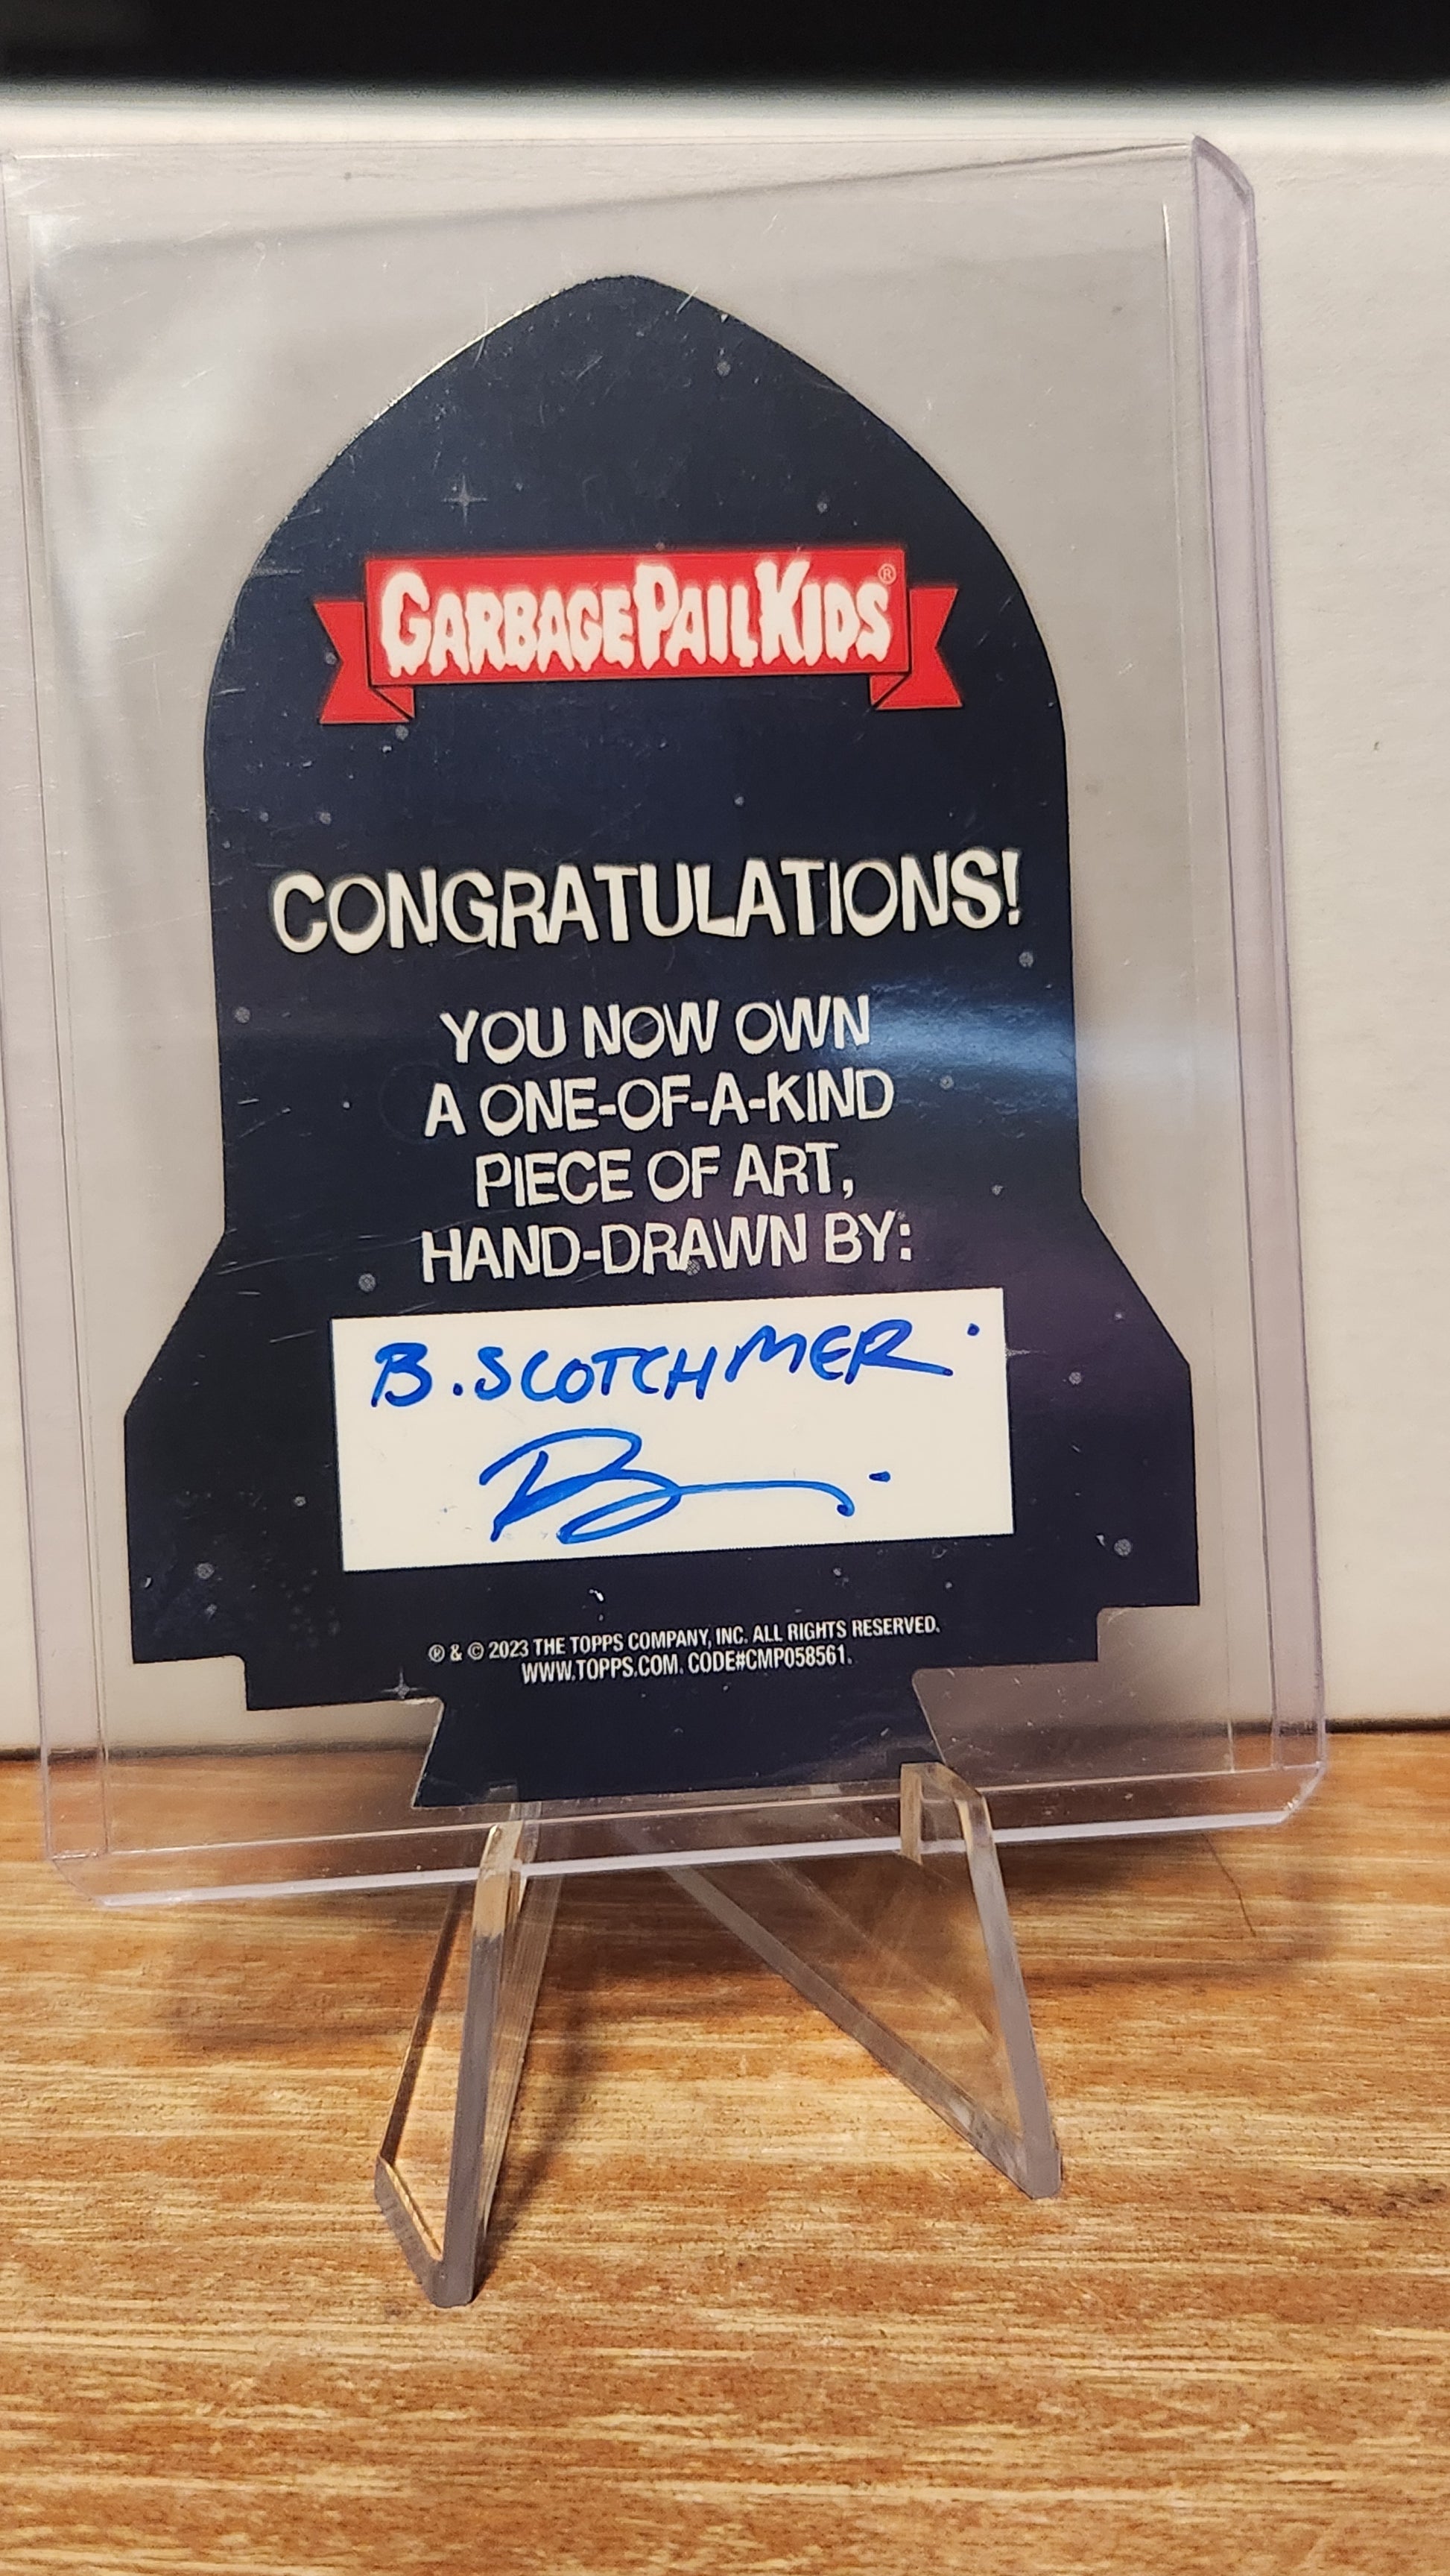 GARBAGE PAIL KIDS®
CONGRATULATIONS!
YOU NOW OWN
A ONE-OF-A-KIND
PIECE OF ART,
HAND-DRAWN BY:
B. SCOTCHMER
℗ & © 2023 THE TOPPS COMPANY, INC. ALL RIGHTS RESERVED.
WWW.TOPPS.COM. CODE#CMP058561.